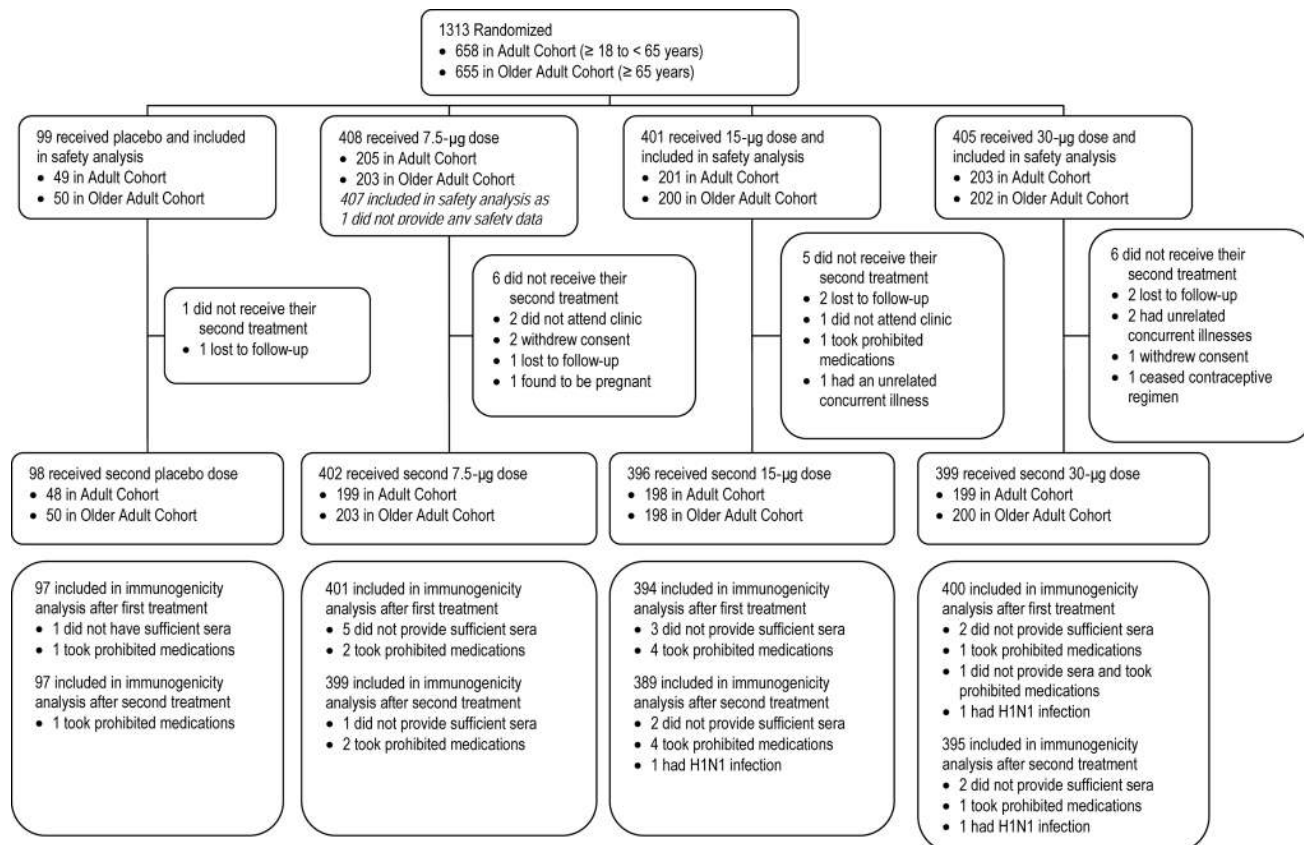 1313 Randomized
• 658 in Adult Cohort (≥ 18 to < 65 years)
• 655 in Older Adult Cohort (≥ 65 years)
99 received placebo and included
in safety analysis
• 49 in Adult Cohort
• 50 in Older Adult Cohort
408 received 7.5-µg dose
• 205 in Adult Cohort
• 203 in Older Adult Cohort
407 included in safety analysis as
1 did not provide any safety data
401 received 15-µg dose and
included in safety analysis
• 201 in Adult Cohort
• 200 in Older Adult Cohort
405 received 30-µg dose and
included in safety analysis
• 203 in Adult Cohort
• 202 in Older Adult Cohort
1 did not receive their
second treatment
• 1 lost to follow-up
6 did not receive their
second treatment
• 2 did not attend clinic
• 2 withdrew consent
• 1 lost to follow-up
• 1 found to be pregnant
5 did not receive their
second treatment
• 2 lost to follow-up
• 1 did not attend clinic
• 1 took prohibited
medications
• 1 had an unrelated
concurrent illness
6 did not receive their
second treatment
• 2 lost to follow-up
• 2 had unrelated
concurrent illnesses
• 1 withdrew consent
• 1 ceased contraceptive
regimen
98 received second placebo dose
• 48 in Adult Cohort
• 50 in Older Adult Cohort
402 received second 7.5-µg dose
• 199 in Adult Cohort
• 203 in Older Adult Cohort
396 received second 15-µg dose
• 198 in Adult Cohort
• 198 in Older Adult Cohort
399 received second 30-µg dose
• 199 in Adult Cohort
• 200 in Older Adult Cohort
97 included in immunogenicity
analysis after first treatment
• 1 did not have sufficient sera
• 1 took prohibited medications
97 included in immunogenicity
analysis after second treatment
• 1 took prohibited medications
401 included in immunogenicity
analysis after first treatment
• 5 did not provide sufficient sera
• 2 took prohibited medications
399 included in immunogenicity
analysis after second treatment
• 1 did not provide sufficient sera
• 2 took prohibited medications
394 included in immunogenicity
analysis after first treatment
• 3 did not provide sufficient sera
• 4 took prohibited medications
389 included in immunogenicity
analysis after second treatment
• 2 did not provide sufficient sera
• 4 took prohibited medications
• 1 had H1N1 infection
400 included in immunogenicity
analysis after first treatment
• 2 did not provide sufficient sera
• 1 took prohibited medications
• 1 did not provide sera and took
prohibited medications
• 1 had H1N1 infection
395 included in immunogenicity
analysis after second treatment
• 2 did not provide sufficient sera
• 1 took prohibited medications
• 1 had H1N1 infection